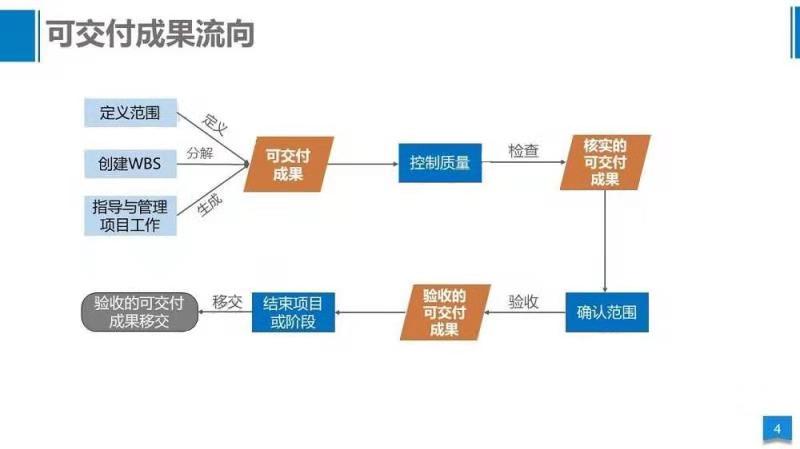 可交付成果流向
定义范围
定义
创建WBS
分解
指导与管理
项目工作
生成
可交付
成果
控制质量
检查
核实的
可交付
成果
确认范围
验收
验收的
可交付
成果
结束项目
或阶段
移交
验收的可交付
成果移交
4